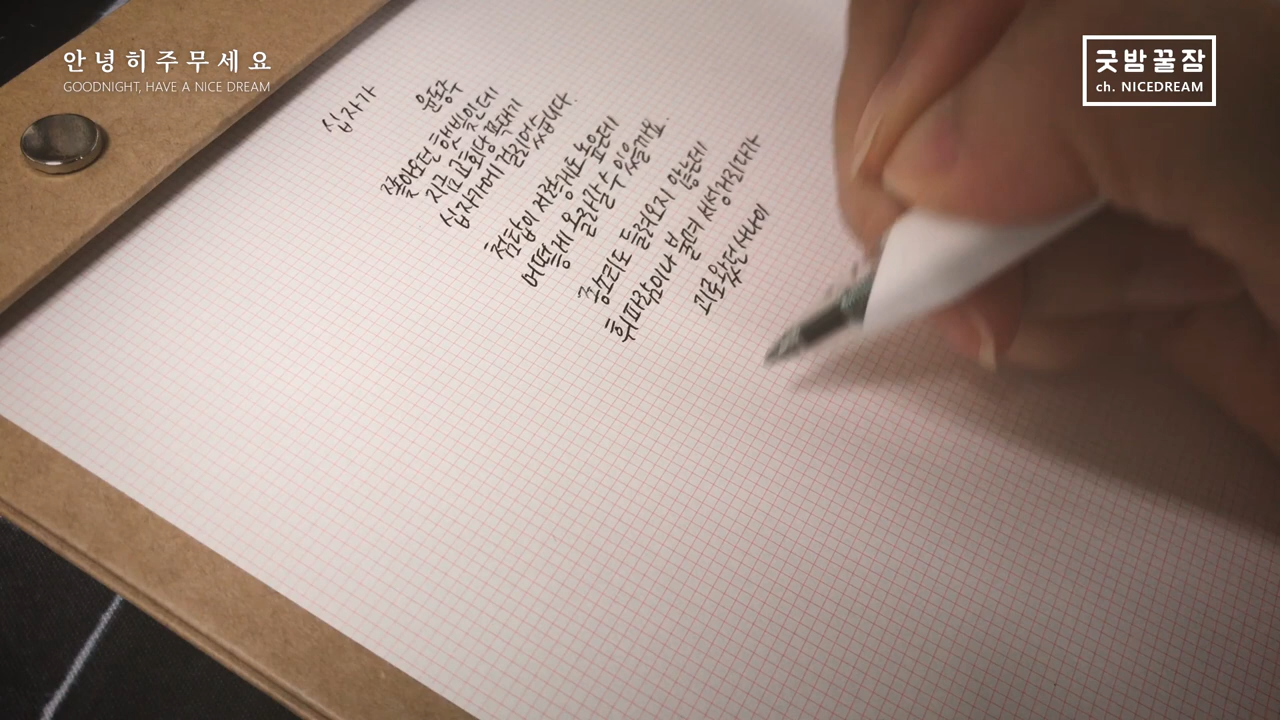 안녕히주무세요
GOODNIGHT, HAVE A NICE DREAM
굿밤꿀잠
ch. NICEDREAM
십자가
윤동주
쫓아오던 햇빛인데
지금 교회당 꼭대기
십자가에 걸리었습니다.
첨탑이 저렇게도 높은데
어떻게 올라갈 수 있을가요.
종소리도 들려오지 않는데
휘파람이나 불며 서성거리다가
괴로왔던 사나이